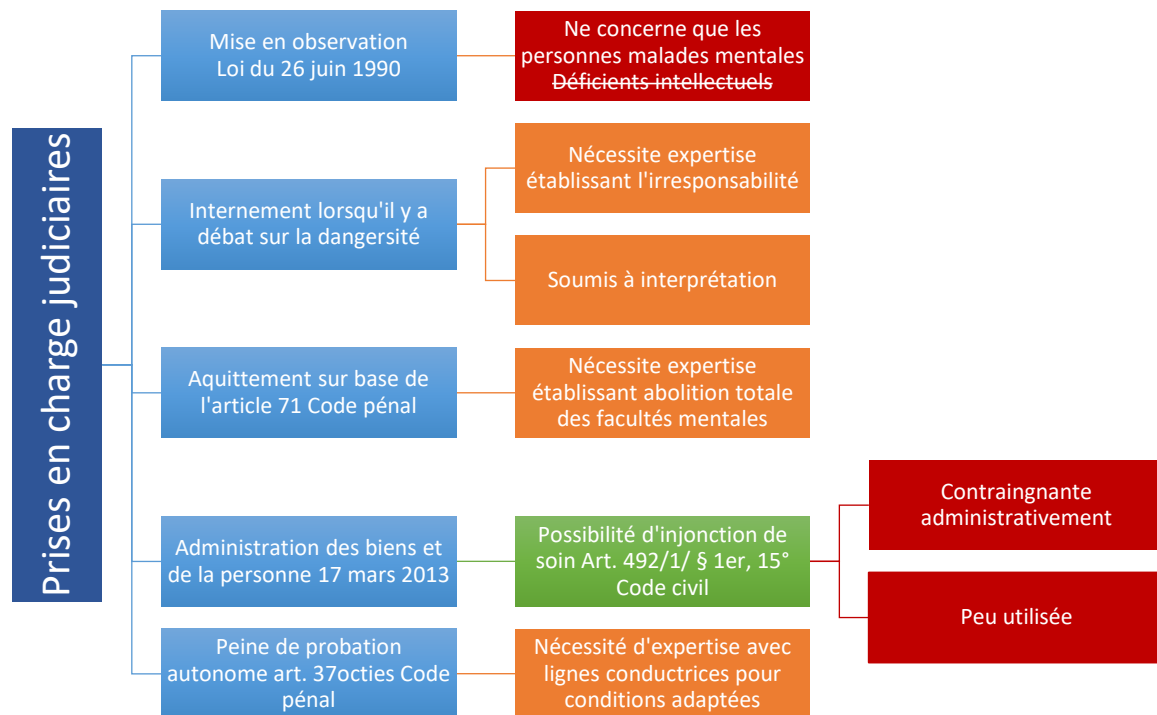 Prises en charge judiciaires
Mise en observation
Loi du 26 juin 1990
Ne concerne que les
personnes malades mentales
Déficients intellectuels
Internement lorsqu'il y a
débat sur la dangersité
Nécessite expertise
établissant l'irresponsabilité
Soumis à interprétation
Aquittement sur base de
l'article 71 Code pénal
Nécessite expertise
établissant abolition totale
des facultés mentales
Administration des biens et
de la personne 17 mars 2013
Possibilité d'injonction de
soin Art. 492/1/ § 1er, 15°
Code civil
Contraingnante
administrativement
Peu utilisée
Peine de probation
autonome art. 37octies Code
pénal
Nécessité d'expertise avec
lignes conductrices pour
conditions adaptées